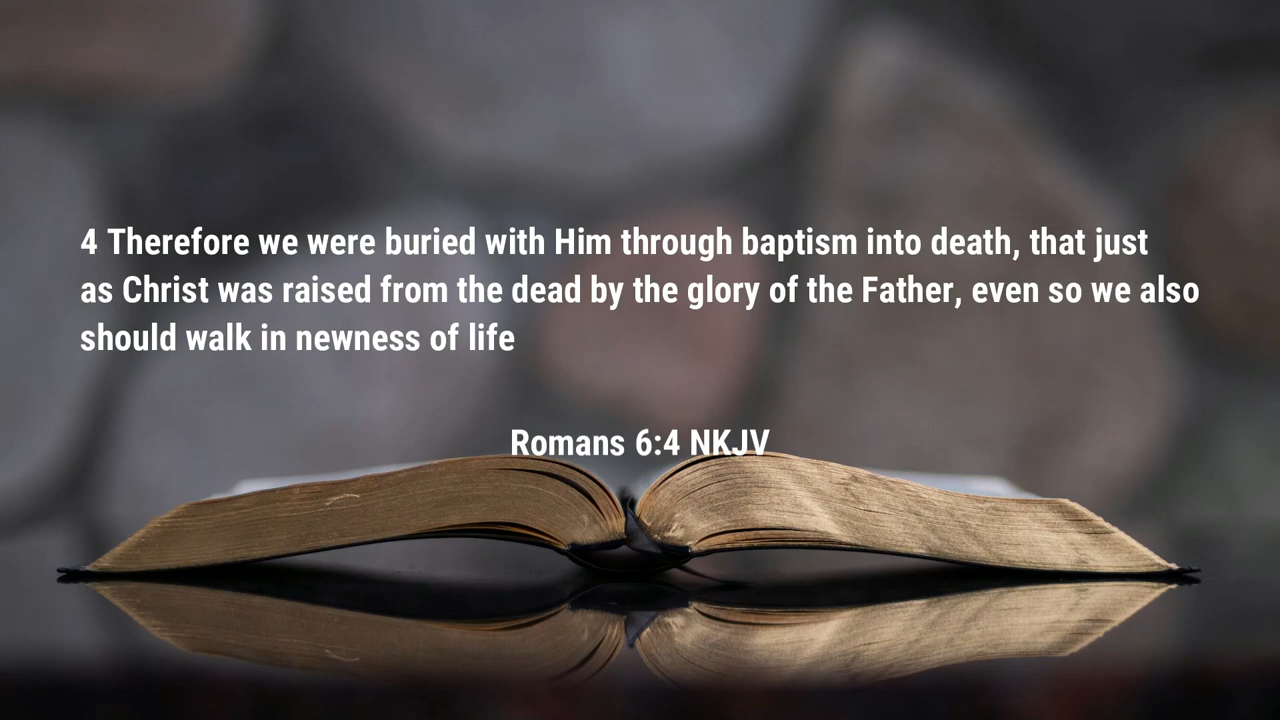 4 Therefore we were buried with Him through baptism into death, that just
as Christ was raised from the dead by the glory of the Father, even so we also
should walk in newness of life
Romans 6:4 NKJV